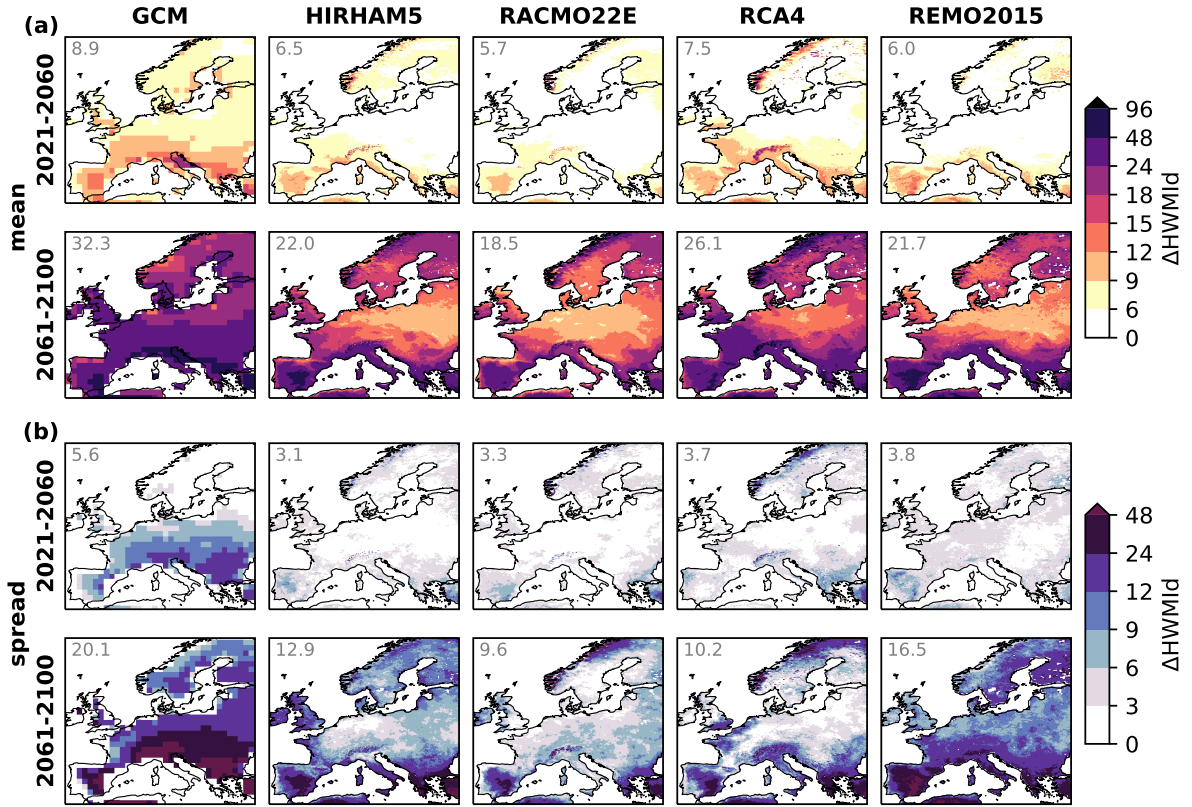 GCM HIRHAM5 RACMO22E RCA4 REMO2015
(a)
mean
2021-2060
8.9 6.5 5.7 7.5 6.0
2061-2100
32.3 22.0 18.5 26.1 21.7
96
48
24
18
15
12
9
6
0
ΔHWMId
(b)
spread
2021-2060
5.6 3.1 3.3 3.7 3.8
2061-2100
20.1 12.9 9.6 10.2 16.5
48
24
12
9
6
3
0
ΔHWMId